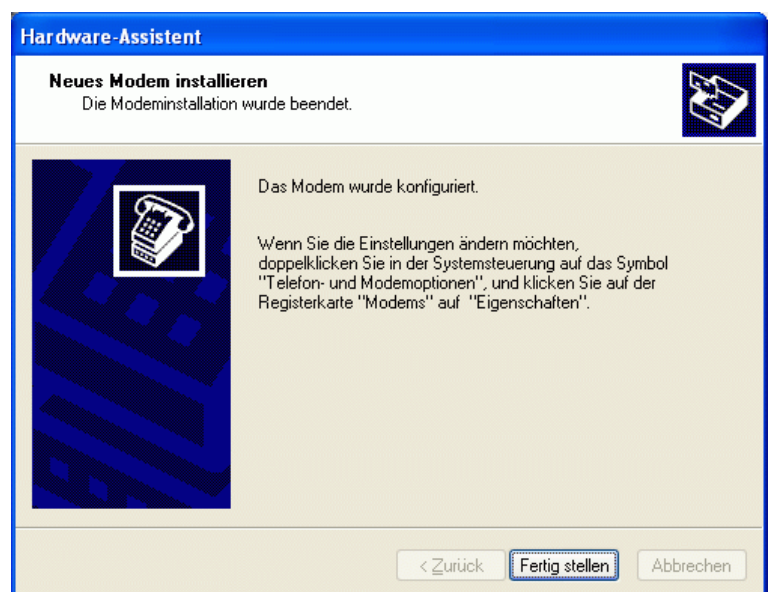 Hardware-Assistent
Neues Modem installieren
Die Modeminstallation wurde beendet.
Das Modem wurde konfiguriert.
Wenn Sie die Einstellungen ändern möchten,
doppelklicken Sie in der Systemsteuerung auf das Symbol
"Telefon- und Modemoptionen", und klicken Sie auf der
Registerkarte "Modems" auf "Eigenschaften".
< Zurück Fertig stellen Abbrechen